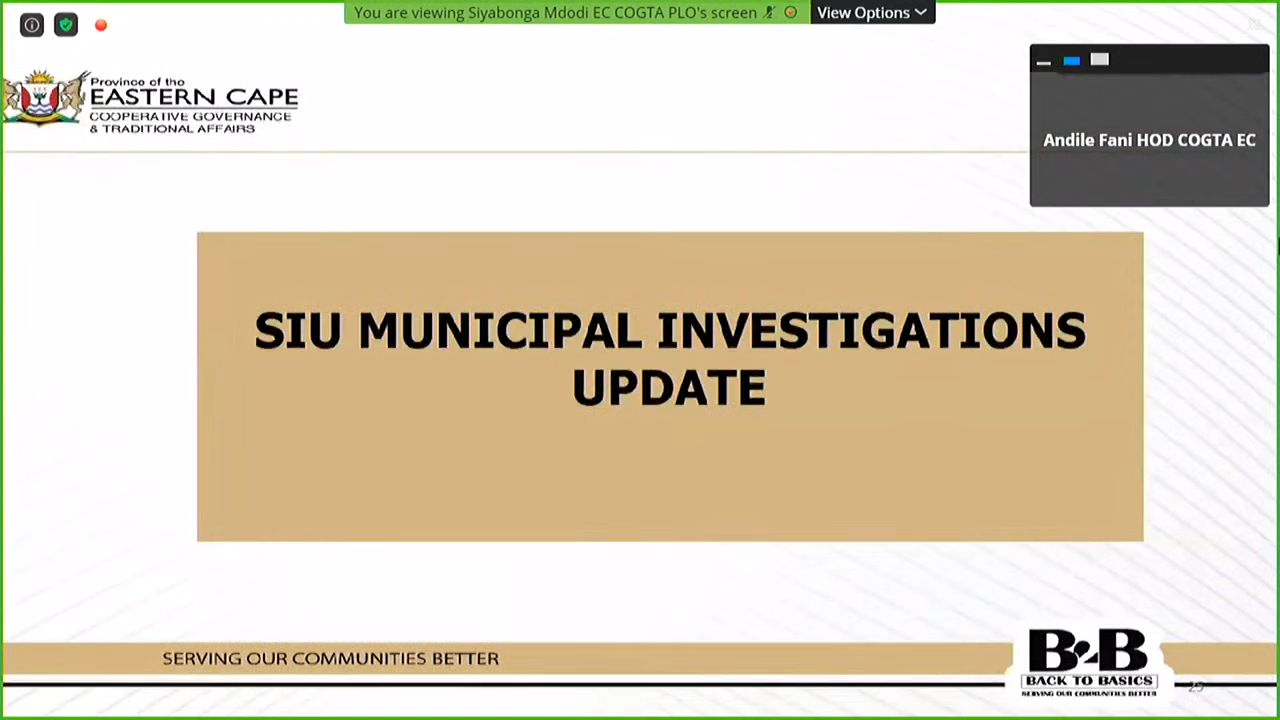 You are viewing Siyabonga Mdodi EC COGTA PLO's screen
View Options
Province of the
EASTERN CAPE
COOPERATIVE GOVERNANCE
& TRADITIONAL AFFAIRS
Andile Fani HOD COGTA EC
SIU MUNICIPAL INVESTIGATIONS
UPDATE
SERVING OUR COMMUNITIES BETTER
B2B
BACK TO BASICS
SERVING OUR COMMUNITIES BETTER